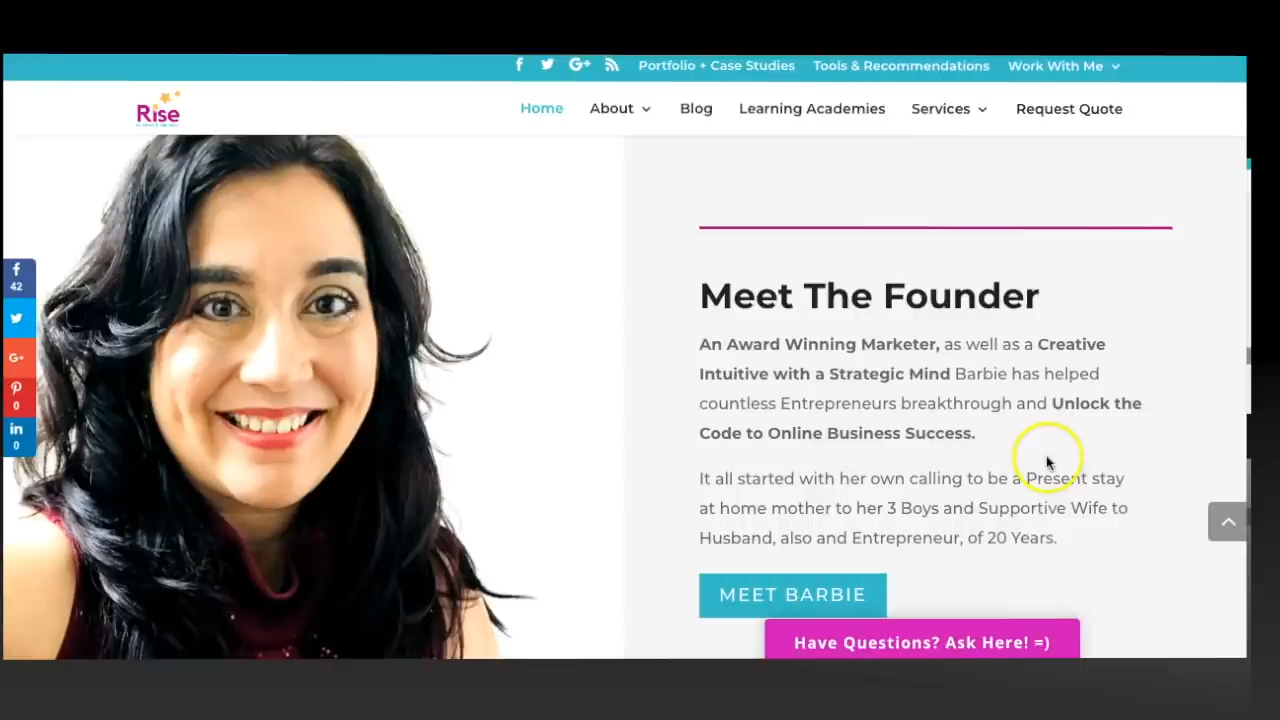 Portfolio + Case Studies Tools & Recommendations Work With Me
Rise
Home About Blog Learning Academies Services Request Quote
42
0
0
Meet The Founder
An Award Winning Marketer, as well as a Creative
Intuitive with a Strategic Mind Barbie has helped
countless Entrepreneurs breakthrough and Unlock the
Code to Online Business Success.
It all started with her own calling to be a Present stay
at home mother to her 3 Boys and Supportive Wife to
Husband, also and Entrepreneur, of 20 Years.
MEET BARBIE
Have Questions? Ask Here! =)